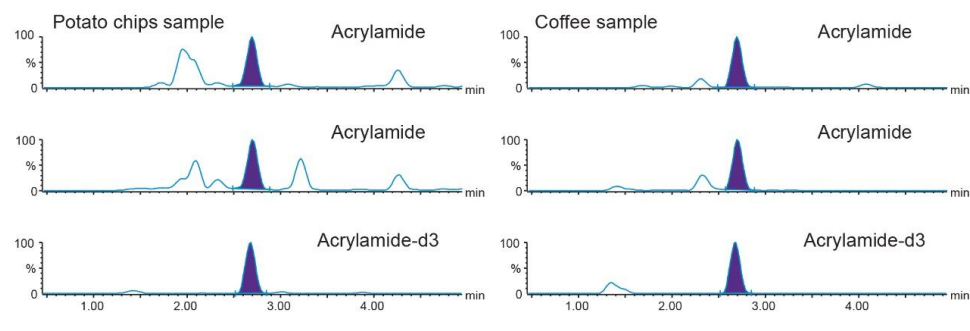 Potato chips sample
Acrylamide
100
%
0
min
Acrylamide
100
%
0
min
Acrylamide-d3
100
%
0
1.00 2.00 3.00 4.00
min
Coffee sample
Acrylamide
100
%
0
min
Acrylamide
100
%
0
min
Acrylamide-d3
100
%
0
1.00 2.00 3.00 4.00
min